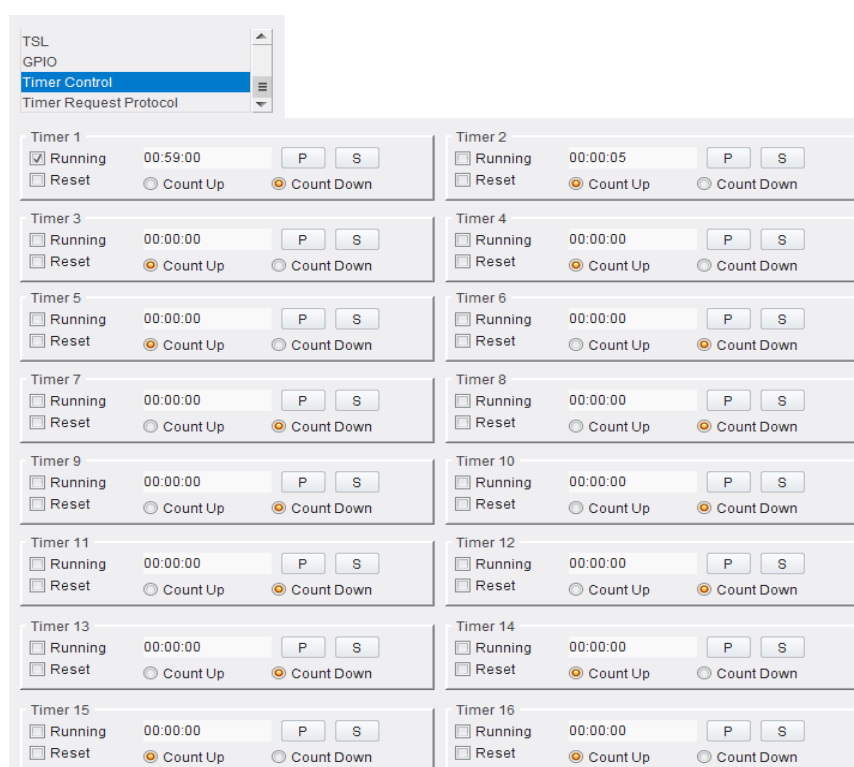 TSL
GPIO
Timer Control
Timer Request Protocol
Timer 1
Running 00:59:00 P S
Reset Count Up Count Down
Timer 2
Running 00:00:05 P S
Reset Count Up Count Down
Timer 3
Running 00:00:00 P S
Reset Count Up Count Down
Timer 4
Running 00:00:00 P S
Reset Count Up Count Down
Timer 5
Running 00:00:00 P S
Reset Count Up Count Down
Timer 6
Running 00:00:00 P S
Reset Count Up Count Down
Timer 7
Running 00:00:00 P S
Reset Count Up Count Down
Timer 8
Running 00:00:00 P S
Reset Count Up Count Down
Timer 9
Running 00:00:00 P S
Reset Count Up Count Down
Timer 10
Running 00:00:00 P S
Reset Count Up Count Down
Timer 11
Running 00:00:00 P S
Reset Count Up Count Down
Timer 12
Running 00:00:00 P S
Reset Count Up Count Down
Timer 13
Running 00:00:00 P S
Reset Count Up Count Down
Timer 14
Running 00:00:00 P S
Reset Count Up Count Down
Timer 15
Running 00:00:00 P S
Reset Count Up Count Down
Timer 16
Running 00:00:00 P S
Reset Count Up Count Down